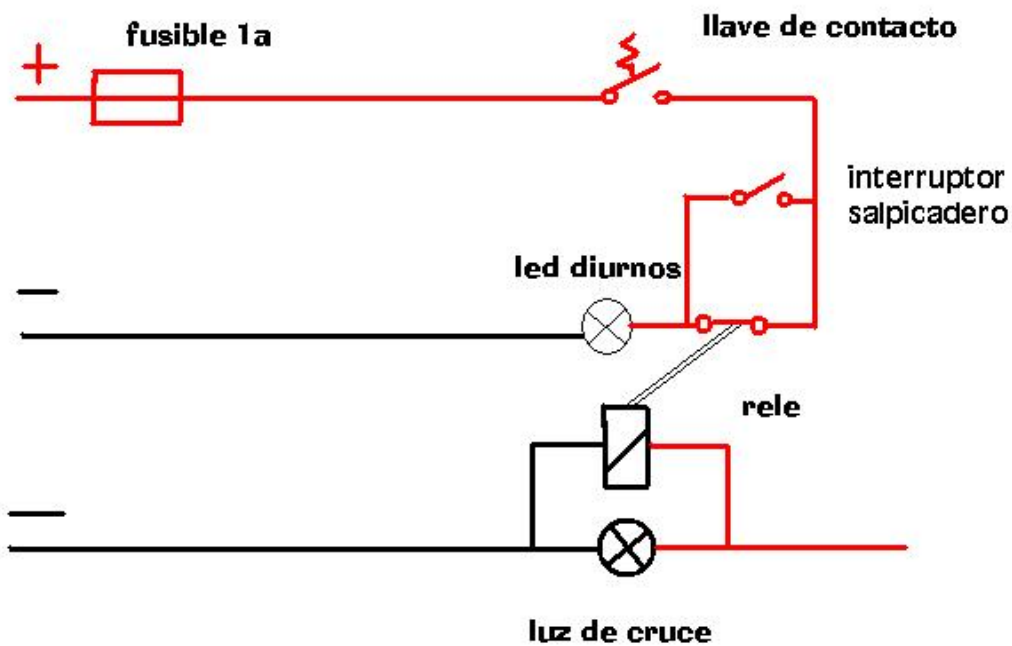 fusible 1a
llave de contacto
+
interruptor
salpicadero
led diurnos
—
rele
—
luz de cruce